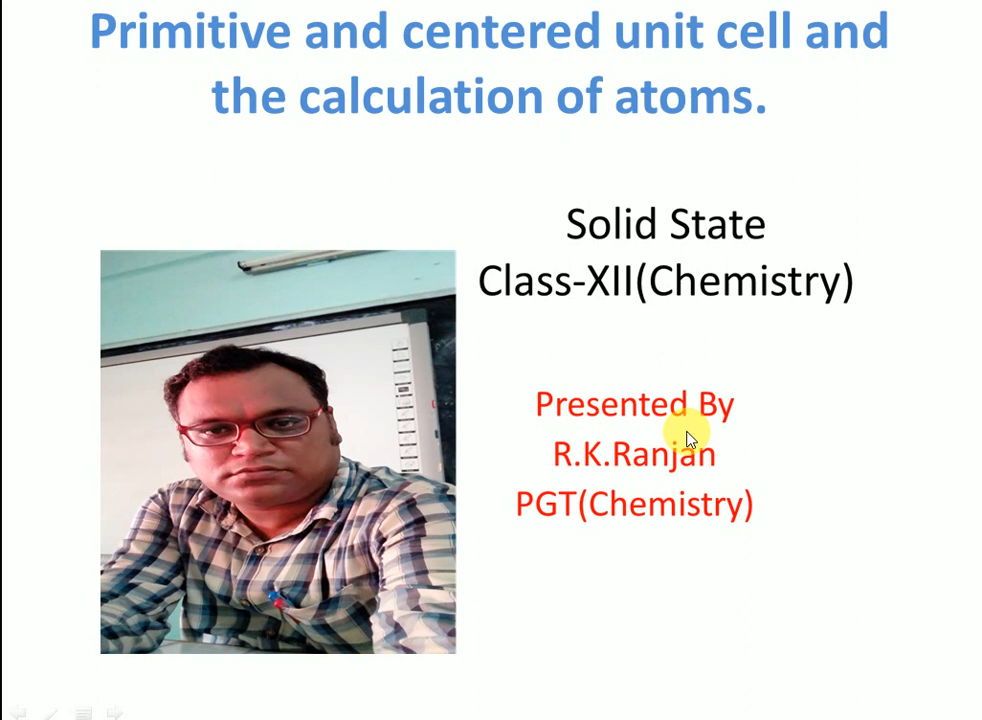 Primitive and centered unit cell and
the calculation of atoms.
Solid State
Class-XII(Chemistry)
Presented By
R.K.Ranjan
PGT(Chemistry)